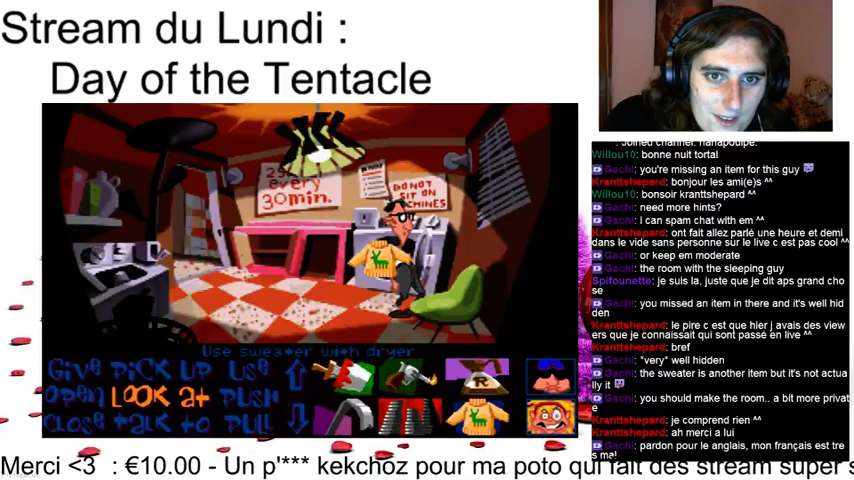 Stream du Lundi :
Day of the Tentacle
25¢
every
30 min.
DO NOT
SIT ON
MACHINES
Use sweater with dryer
Give Pick up Use
Open Look at Push
Close talk to Pull
R
Joined channel: nanapoulpe.
Willou10: bonne nuit tortal
Gachi: you're missing an item for this guy
Kranttshepard: bonjour les ami(e)s ^^
Willou10: bonsoir kranttshepard ^^
Gachi: need more hints?
Gachi: I can spam chat with em ^^
Kranttshepard: ont fait allez parlé une heure et demi
dans le vide sans personne sur le live c est pas cool ^^
Gachi: or keep em moderate
Gachi: the room with the sleeping guy
Spifounette: je suis la, juste que je dit aps grand cho
se
Gachi: you missed an item in there and it's well hid
den
Kranttshepard: le pire c est que hier j avais des view
ers que je connaissait qui sont passé en live ^^
Kranttshepard: bref
Gachi: *very* well hidden
Gachi: the sweater is another item but it's not actua
lly it
Gachi: you should make the room.. a bit more privat
e
Kranttshepard: je comprend rien ^^
Kranttshepard: ah merci a lui
Gachi: pardon pour le anglais, mon français est tre
s mal
Merci <3 : €10.00 - Un p'*** kekchoz pour ma poto qui fait des stream super s